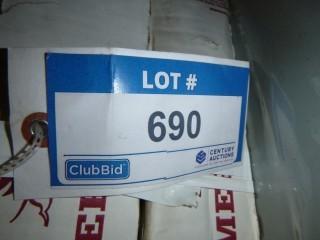 LOT #
690
ClubBid
CENTURY
AUCTIONS